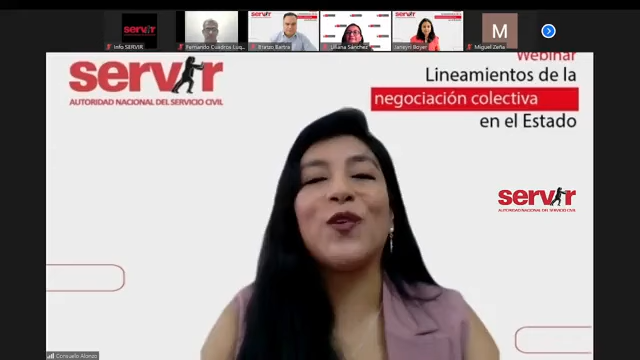 servir
Info SERVIR
Fernando Cuadros Luq...
Bratzo Bartra
Liliana Sánchez
Janeyri Boyer
M
Miguel Zeña
servir
AUTORIDAD NACIONAL DEL SERVICIO CIVIL
Webinar
Lineamientos de la
negociación colectiva
en el Estado
servir
AUTORIDAD NACIONAL DEL SERVICIO CIVIL
Consuelo Alonzo